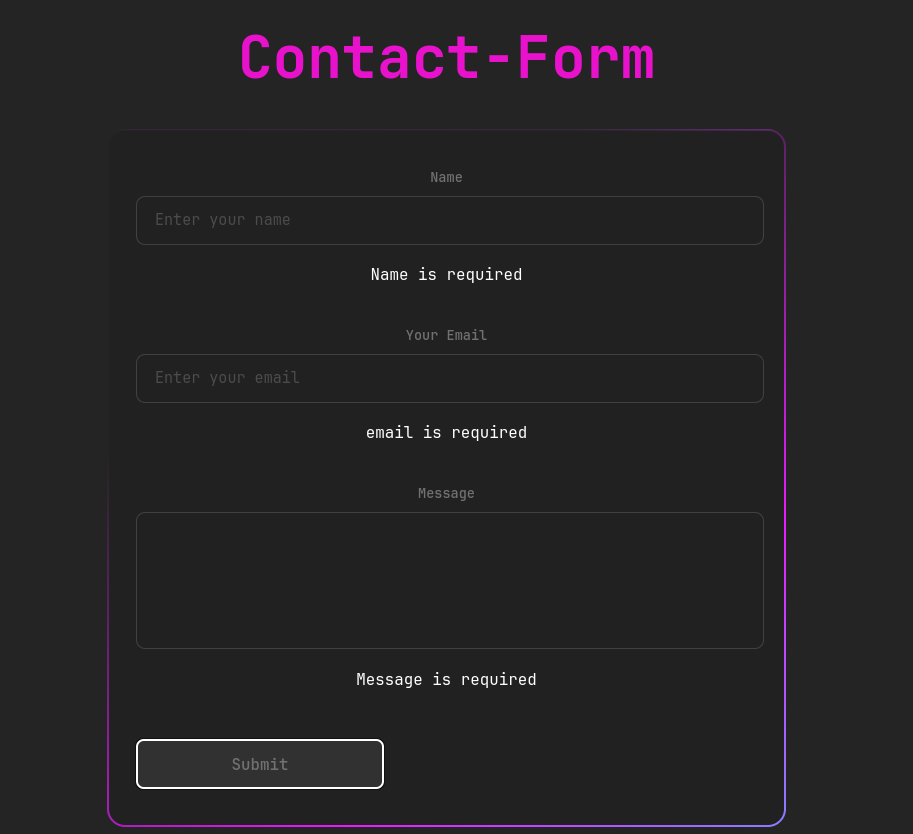 Contact-Form
Name
Enter your name
Name is required
Your Email
Enter your email
email is required
Message
Message is required
Submit